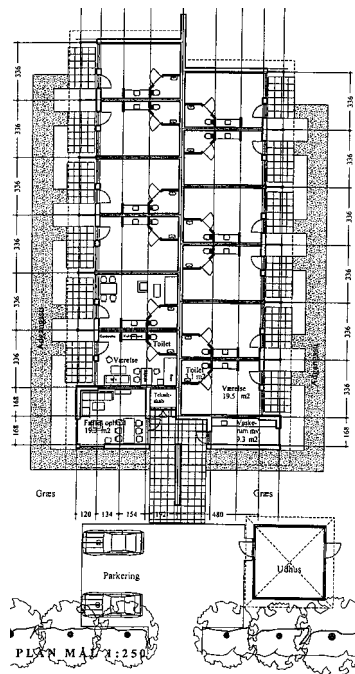 336
336
336
336
336
336
336
336
336
336
336
336
Værelse
Toilet
Toilet
Værelse
19.5 m2
Teknik-
skab
168
168
168
168
19.3 m2
9.3 m2
Græs
Græs
120 134 154 192 480
Parkering
Udhus
PLAN MÅL 1:250